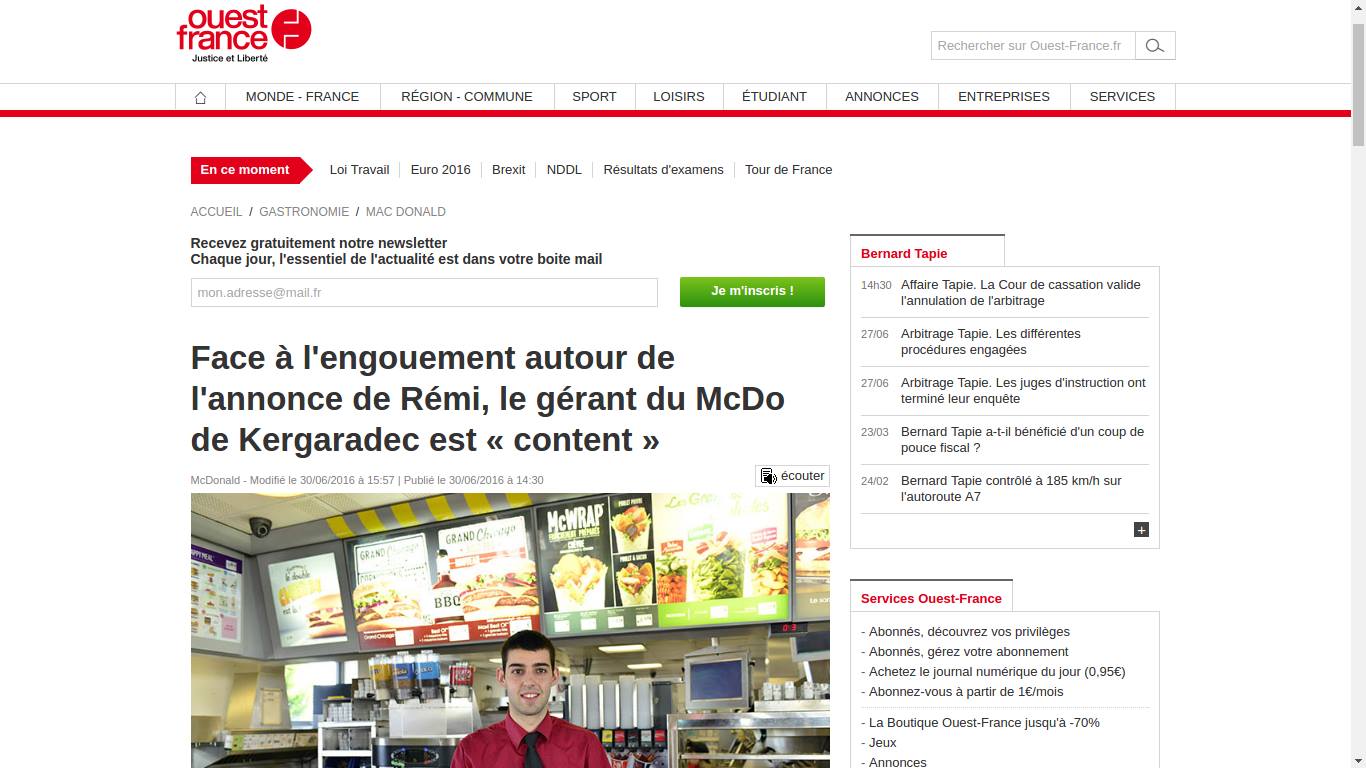 ouest
france
Justice et Liberté
Rechercher sur Ouest-France.fr
MONDE - FRANCE
RÉGION - COMMUNE
SPORT
LOISIRS
ÉTUDIANT
ANNONCES
ENTREPRISES
SERVICES
En ce moment
Loi Travail
Euro 2016
Brexit
NDDL
Résultats d'examens
Tour de France
ACCUEIL / GASTRONOMIE / MAC DONALD
Recevez gratuitement notre newsletter
Chaque jour, l'essentiel de l'actualité est dans votre boite mail
mon.adresse@mail.fr
Je m'inscris !
Face à l'engouement autour de
l'annonce de Rémi, le gérant du McDo
de Kergaradec est « content »
McDonald - Modifié le 30/06/2016 à 15:57 | Publié le 30/06/2016 à 14:30
écouter
HAPPY MEAL
GRAND Chicago
GRAND Chicago
BBQ
McWRAP
CHÈVRE
Bernard Tapie
14h30 Affaire Tapie. La Cour de cassation valide
l'annulation de l'arbitrage
27/06 Arbitrage Tapie. Les différentes
procédures engagées
27/06 Arbitrage Tapie. Les juges d'instruction ont
terminé leur enquête
23/03 Bernard Tapie a-t-il bénéficié d'un coup de
pouce fiscal ?
24/02 Bernard Tapie contrôlé à 185 km/h sur
l'autoroute A7
+
Services Ouest-France
- Abonnés, découvrez vos privilèges
- Abonnés, gérez votre abonnement
- Achetez le journal numérique du jour (0,95€)
- Abonnez-vous à partir de 1€/mois
- La Boutique Ouest-France jusqu'à -70%
- Jeux
- Annonces